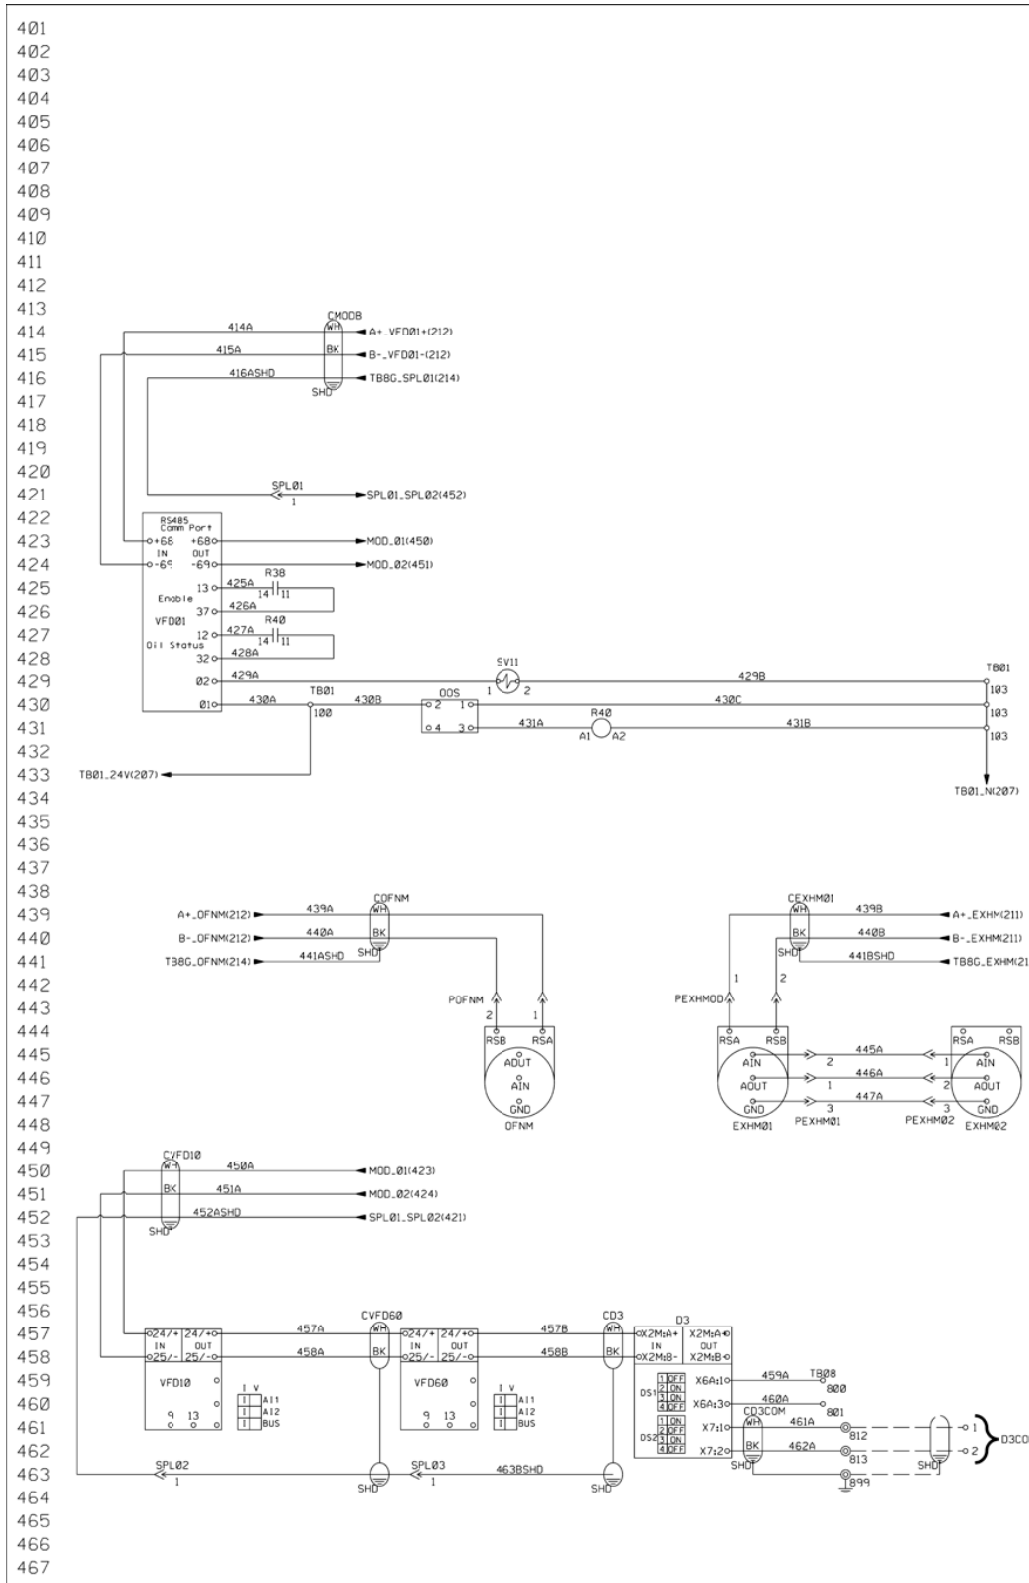 401
402
403
404
405
406
407
408
409
410
411
412
413
CMODB
414 414A WH A+_VFD01+(212)
415 415A BK B-_VFD01-(212)
416 416ASHD TB8G_SPL01(214)
SHD
417
418
419
420
SPL01
421 1 SPL01_SPL02(452)
422
RS485
Comm Port
423 +68 +68 MOD_01(450)
IN OUT
424 -69 -69 MOD_02(451)
R38
425 13 425A 14 11
Enable
426 37 426A
VFD01 R40
427 12 427A 14 11
Oil Status
428 32 428A
SV11 TB01
429 02 429A 1 2 429B 103
TB01 OOS
430 01 430A 100 430B 2 1 430C 103
R40
431 4 3 431A A1 A2 431B 103
432
433 TB01_24V(207)
434 TB01_N(207)
435
436
437
438
COFNM CEXHM01
439 A+_OFNM(212) 439A WH WH 439B A+_EXHM(211)
440 B-_OFNM(212) 440A BK BK 440B B-_EXHM(211)
SHD SHD
441 T38G_OFNM(214) 441ASHD 441BSHD TB8G_EXHM(21
442 1 2
POFNM PEXHMOD
443 2 1
444 RSB RSA RSA RSB RSA RSB
445 AOUT AIN 2 445A 1 AIN
446 AIN AOUT 1 446A 2 AOUT
447 GND GND 3 447A 3 GND
PEXHM01 PEXHM02
448 OFNM EXHM01 EXHM02
449
CVFD10
450 WH 450A MOD_01(423)
451 BK 451A MOD_02(424)
452 452ASHD SPL01_SPL02(421)
SHD
453
454
455
456
CVFD60 CD3 D3
457 24/+ 24/+ 457A WH 24/+ 24/+ 457B WH X2M:A+ X2M:A+
IN OUT IN OUT IN OUT
458 25/- 25/- 458A BK 25/- 25/- 458B BK X2M:B- X2M:B-
459 VFD10 VFD60 1 OFF X6A:1 459A TB08
I V I V DS1 2 ON 800
460 I AI1 I AI1 3 ON X6A:3 460A 801
9 13 I AI2 9 13 I AI2 4 OFF CD3COM
461 I BUS I BUS 1 ON X7:1 WH 461A 812 1
DS2 2 OFF D3CO
462 3 ON X7:2 BK 462A 813 2
4 OFF SHD SHD
463 SPL02 1 SPL03 1 463BSHD 899
SHD SHD
464
465
466
467